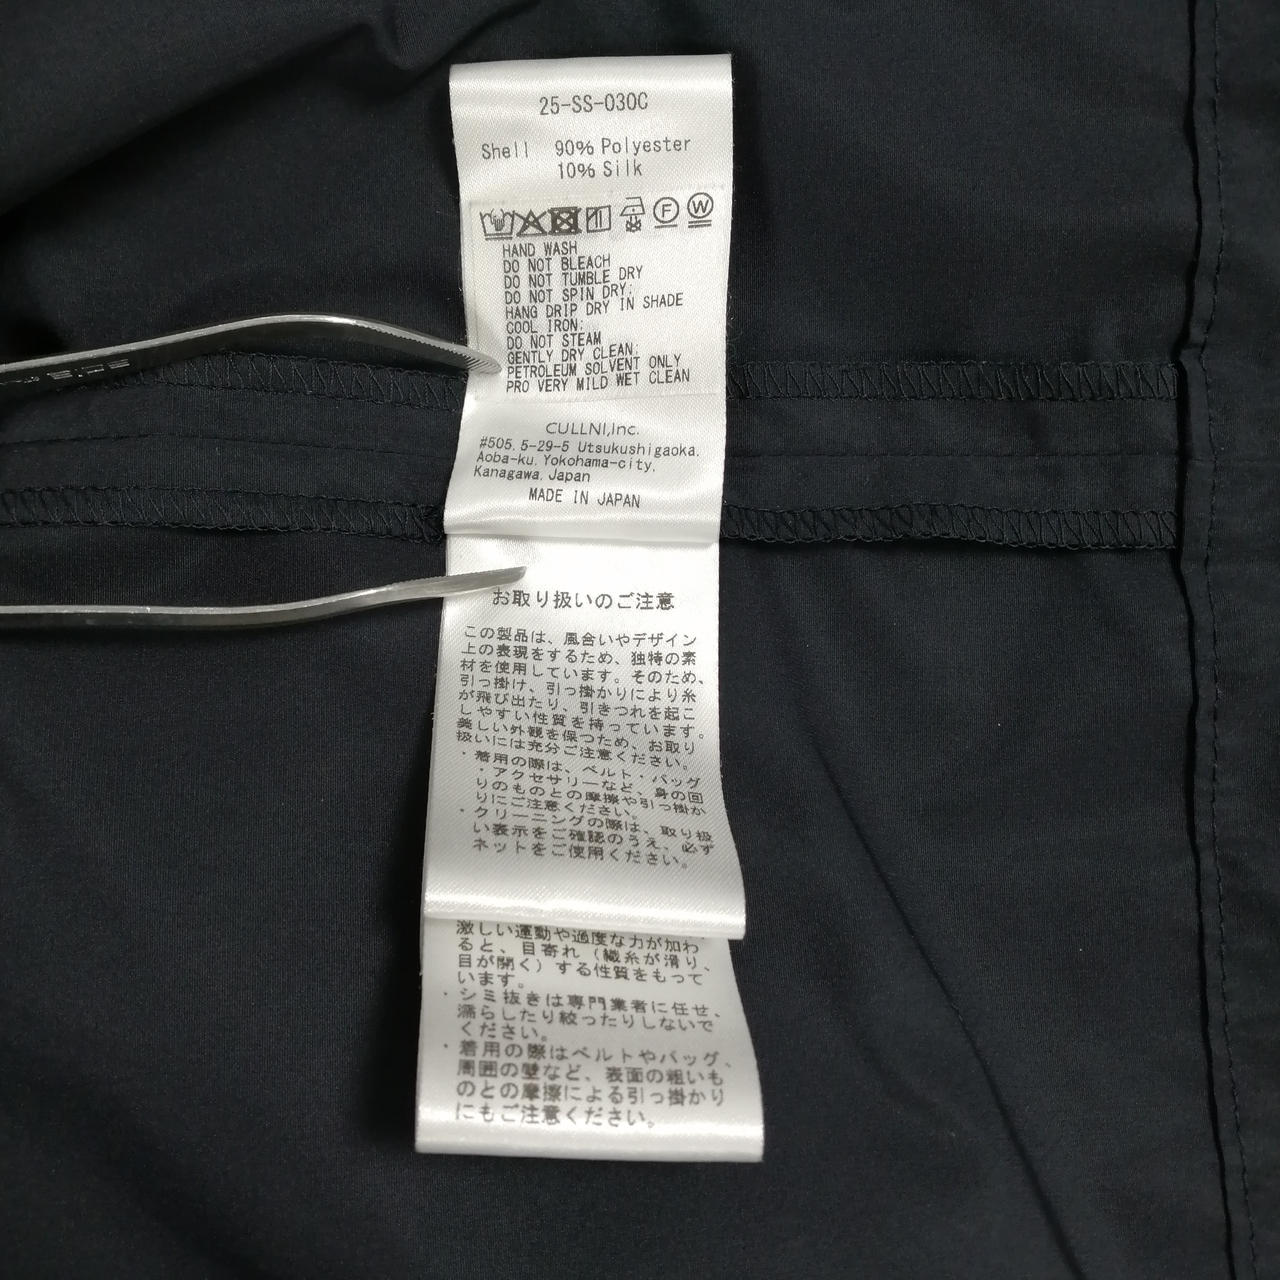 25-SS-030C
Shell 90% Polyester
10% Silk
F W
HAND WASH
DO NOT BLEACH
DO NOT TUMBLE DRY
DO NOT SPIN DRY;
HANG DRIP DRY IN SHADE
COOL IRON;
DO NOT STEAM
GENTLY DRY CLEAN;
PETROLEUM SOLVENT ONLY
PRO VERY MILD WET CLEAN
CULLNI,Inc.
#505, 5-29-5 Utsukushigaoka,
Aoba-ku, Yokohama-city,
Kanagawa, Japan
MADE IN JAPAN
お取り扱いのご注意
この製品は、風合いやデザイン
上の表現をするため、独特の素
材を使用しています。そのため、
引っ掛け、引っ掛かりにより糸
が飛び出たり、引きつれを起こ
しやすい性質を持っています。
美しい外観を保つため、お取り
扱いには充分ご注意ください。
・着用の際は、ベルト・バッグ
・アクセサリーなど、身の回
りのものとの摩擦や引っ掛か
りにご注意ください。
・クリーニングの際は、取り扱
い表示をご確認のうえ、必ず
ネットをご使用ください。
激しい運動や過度な力が加わ
ると、目寄れ（織糸が滑り、
目が開く）する性質をもって
います。
・シミ抜きは専門業者に任せ、
濡らしたり絞ったりしないで
ください。
・着用の際はベルトやバッグ、
周囲の壁など、表面の粗いも
のとの摩擦による引っ掛かり
にもご注意ください。